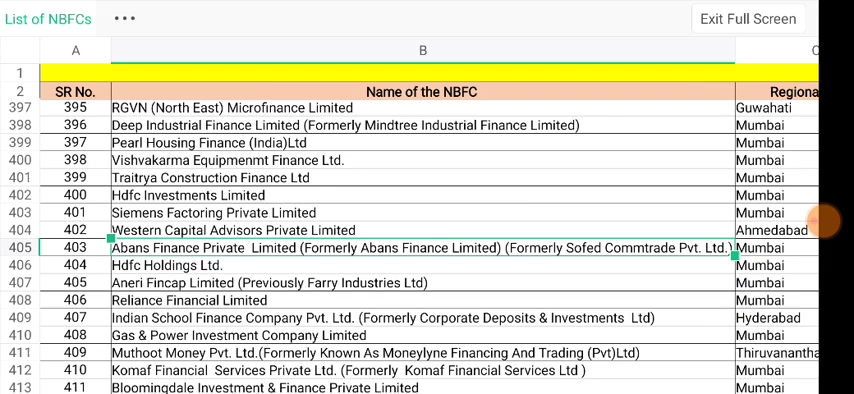 List of NBFCs ••• Exit Full Screen
A B C
1
2 SR No. Name of the NBFC Regiona
397 395 RGVN (North East) Microfinance Limited Guwahati
398 396 Deep Industrial Finance Limited (Formerly Mindtree Industrial Finance Limited) Mumbai
399 397 Pearl Housing Finance (India)Ltd Mumbai
400 398 Vishvakarma Equipmenmt Finance Ltd. Mumbai
401 399 Traitrya Construction Finance Ltd Mumbai
402 400 Hdfc Investments Limited Mumbai
403 401 Siemens Factoring Private Limited Mumbai
404 402 Western Capital Advisors Private Limited Ahmedabad
405 403 Abans Finance Private Limited (Formerly Abans Finance Limited) (Formerly Sofed Commtrade Pvt. Ltd.) Mumbai
406 404 Hdfc Holdings Ltd. Mumbai
407 405 Aneri Fincap Limited (Previously Farry Industries Ltd) Mumbai
408 406 Reliance Financial Limited Mumbai
409 407 Indian School Finance Company Pvt. Ltd. (Formerly Corporate Deposits & Investments Ltd) Hyderabad
410 408 Gas & Power Investment Company Limited Mumbai
411 409 Muthoot Money Pvt. Ltd.(Formerly Known As Moneylyne Financing And Trading (Pvt)Ltd) Thiruvanantha
412 410 Komaf Financial Services Private Ltd. (Formerly Komaf Financial Services Ltd ) Mumbai
413 411 Bloomingdale Investment & Finance Private Limited Mumbai